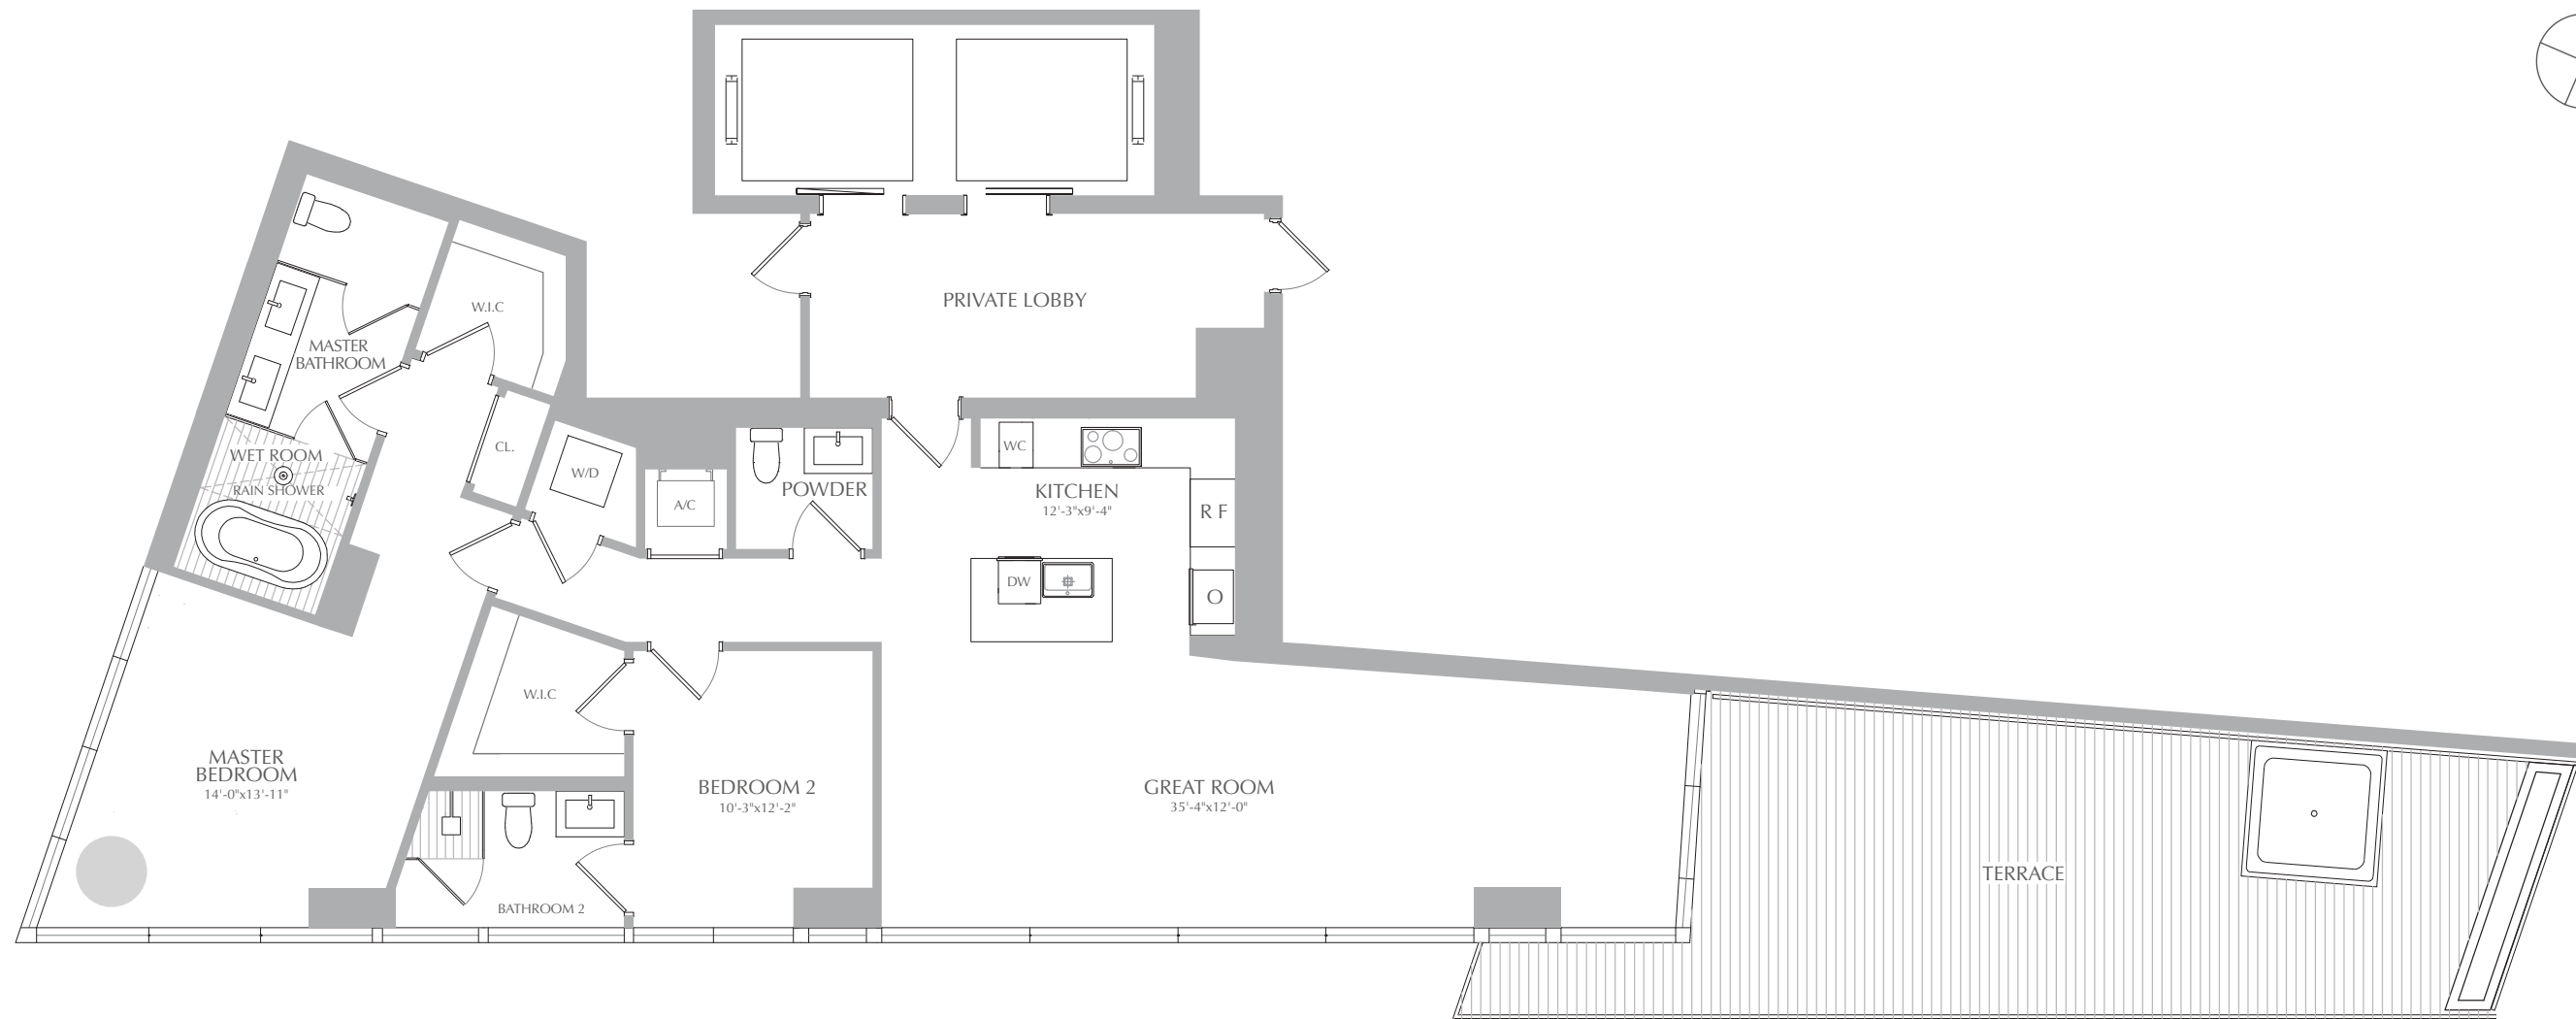 PRIVATE LOBBY
W.I.C
MASTER
BATHROOM
WET ROOM
RAIN SHOWER
CL.
W/D
A/C
POWDER
WC
KITCHEN
12'-3"x9'-4"
R F
DW
O
W.I.C
MASTER
BEDROOM
14'-0"x13'-11"
BEDROOM 2
10'-3"x12'-2"
GREAT ROOM
35'-4"x12'-0"
TERRACE
BATHROOM 2